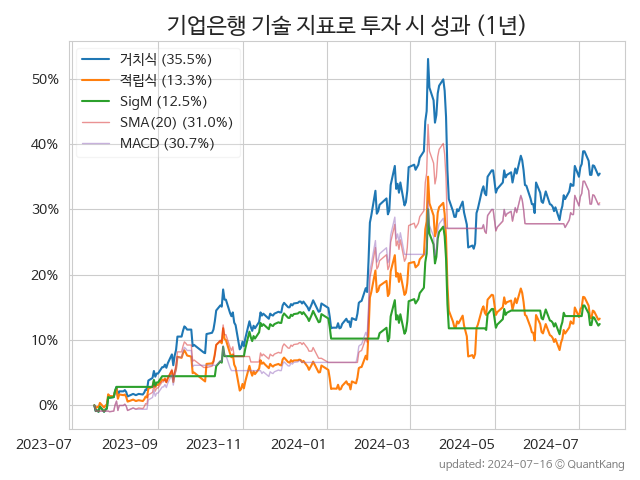 기업은행 기술 지표로 투자 시 성과 (1년)
거치식 (35.5%)
적립식 (13.3%)
SigM (12.5%)
SMA(20) (31.0%)
MACD (30.7%)
50%
40%
30%
20%
10%
0%
2023-07 2023-09 2023-11 2024-01 2024-03 2024-05 2024-07
updated: 2024-07-16 © QuantKang